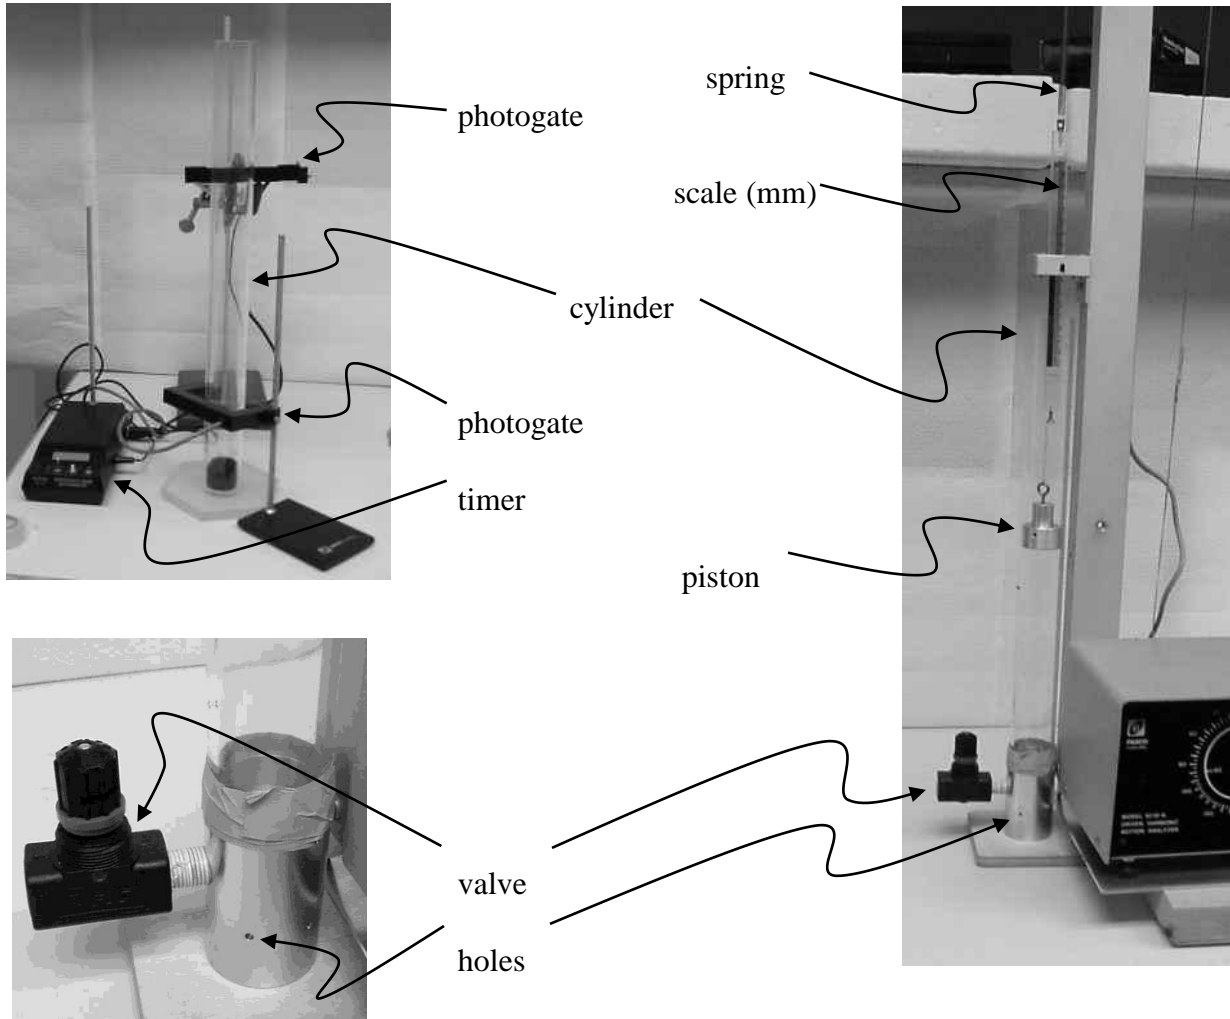 spring
photogate
scale (mm)
cylinder
photogate
timer
piston
valve
holes